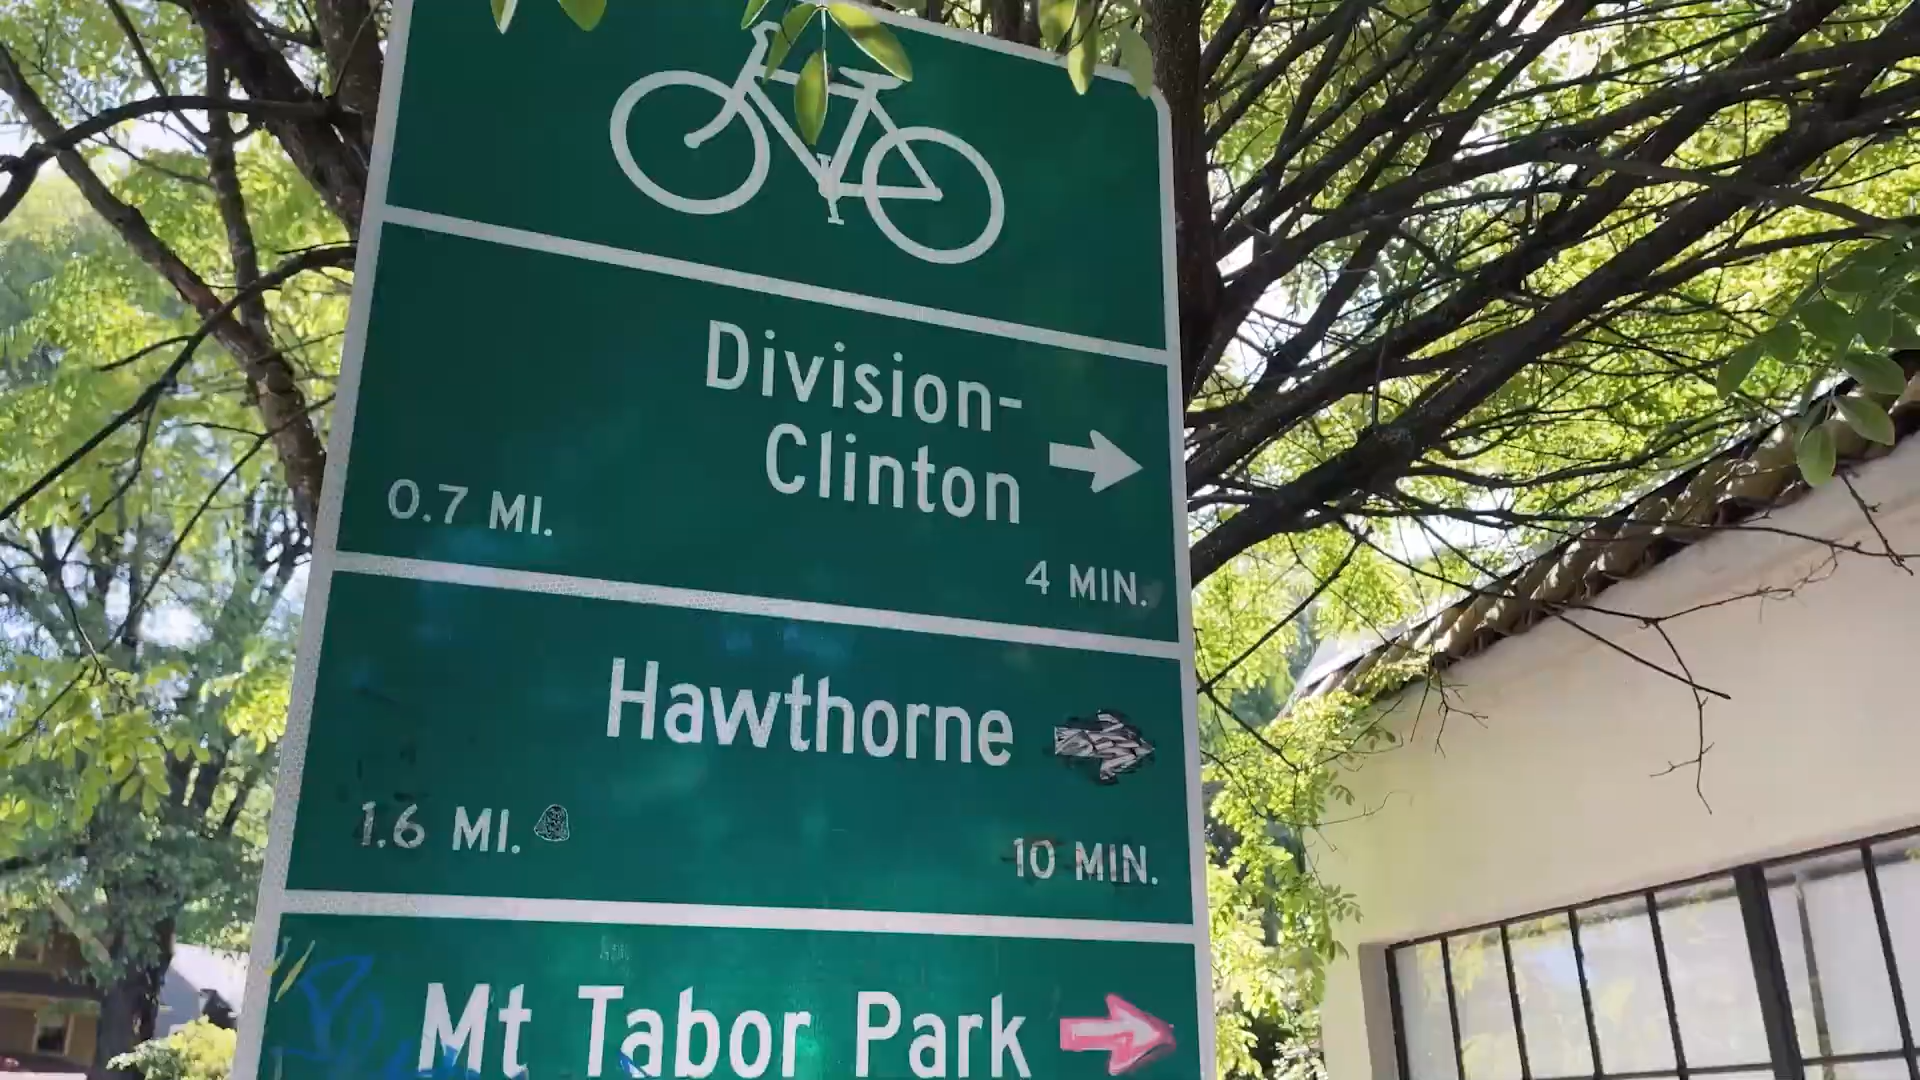 Division-
Clinton
0.7 MI.
4 MIN.
Hawthorne
1.6 MI.
10 MIN.
Mt Tabor Park